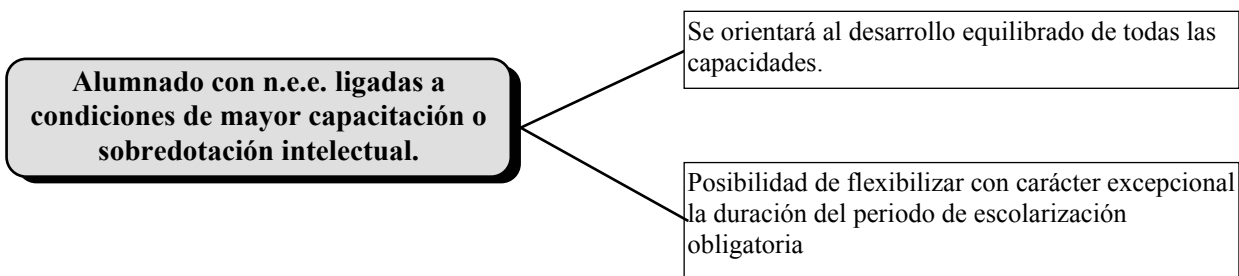 Alumnado con n.e.e. ligadas a
condiciones de mayor capacitación o
sobredotación intelectual.
Se orientará al desarrollo equilibrado de todas las
capacidades.
Posibilidad de flexibilizar con carácter excepcional
la duración del periodo de escolarización
obligatoria